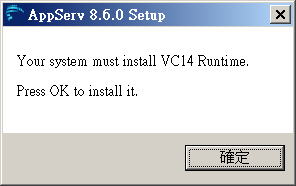 AppServ 8.6.0 Setup
Your system must install VC14 Runtime.
Press OK to install it.
確定